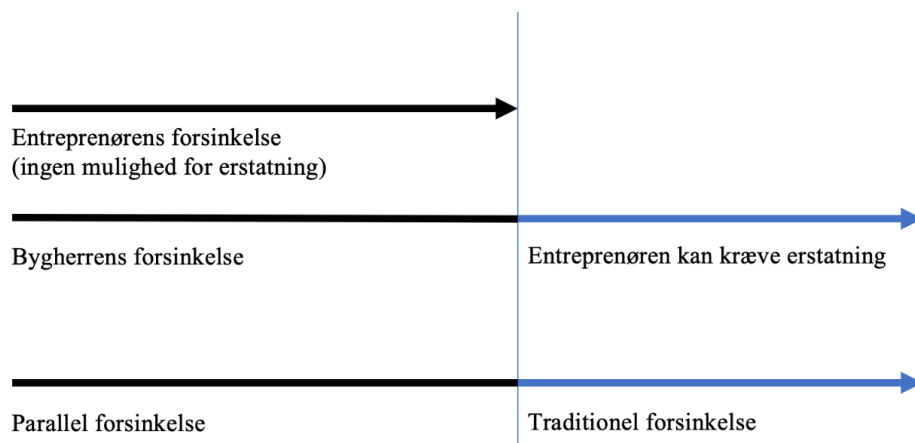 Entreprenørens forsinkelse
(ingen mulighed for erstatning)
Bygherrens forsinkelse
Entreprenøren kan kræve erstatning
Parallel forsinkelse
Traditionel forsinkelse